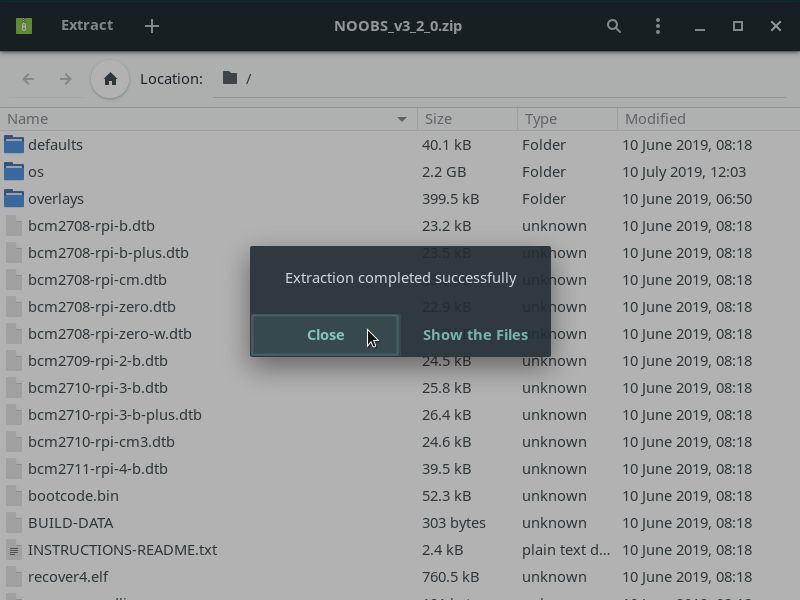 Extract
NOOBS_v3_2_0.zip
Location: /
Name Size Type Modified
defaults 40.1 kB Folder 10 June 2019, 08:18
os 2.2 GB Folder 10 July 2019, 12:03
overlays 399.5 kB Folder 10 June 2019, 06:50
bcm2708-rpi-b.dtb 23.2 kB unknown 10 June 2019, 08:18
bcm2708-rpi-b-plus.dtb 23.5 kB unknown 10 June 2019, 08:18
bcm2708-rpi-cm.dtb 10 June 2019, 08:18
bcm2708-rpi-zero.dtb 22.9 kB unknown 10 June 2019, 08:18
bcm2708-rpi-zero-w.dtb 10 June 2019, 08:18
Extraction completed successfully
Close Show the Files
bcm2709-rpi-2-b.dtb 24.5 kB unknown 10 June 2019, 08:18
bcm2710-rpi-3-b.dtb 25.8 kB unknown 10 June 2019, 08:18
bcm2710-rpi-3-b-plus.dtb 26.4 kB unknown 10 June 2019, 08:18
bcm2710-rpi-cm3.dtb 24.6 kB unknown 10 June 2019, 08:18
bcm2711-rpi-4-b.dtb 39.5 kB unknown 10 June 2019, 08:18
bootcode.bin 52.3 kB unknown 10 June 2019, 08:18
BUILD-DATA 303 bytes unknown 10 June 2019, 08:18
INSTRUCTIONS-README.txt 2.4 kB plain text d... 10 June 2019, 08:18
recover4.elf 760.5 kB unknown 10 June 2019, 08:18